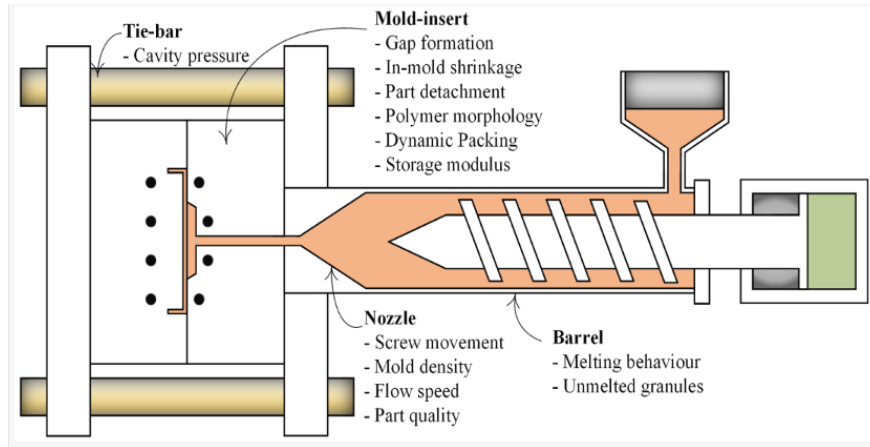 Tie-bar
- Cavity pressure
Mold-insert
- Gap formation
- In-mold shrinkage
- Part detachment
- Polymer morphology
- Dynamic Packing
- Storage modulus
Nozzle
- Screw movement
- Mold density
- Flow speed
- Part quality
Barrel
- Melting behaviour
- Unmelted granules